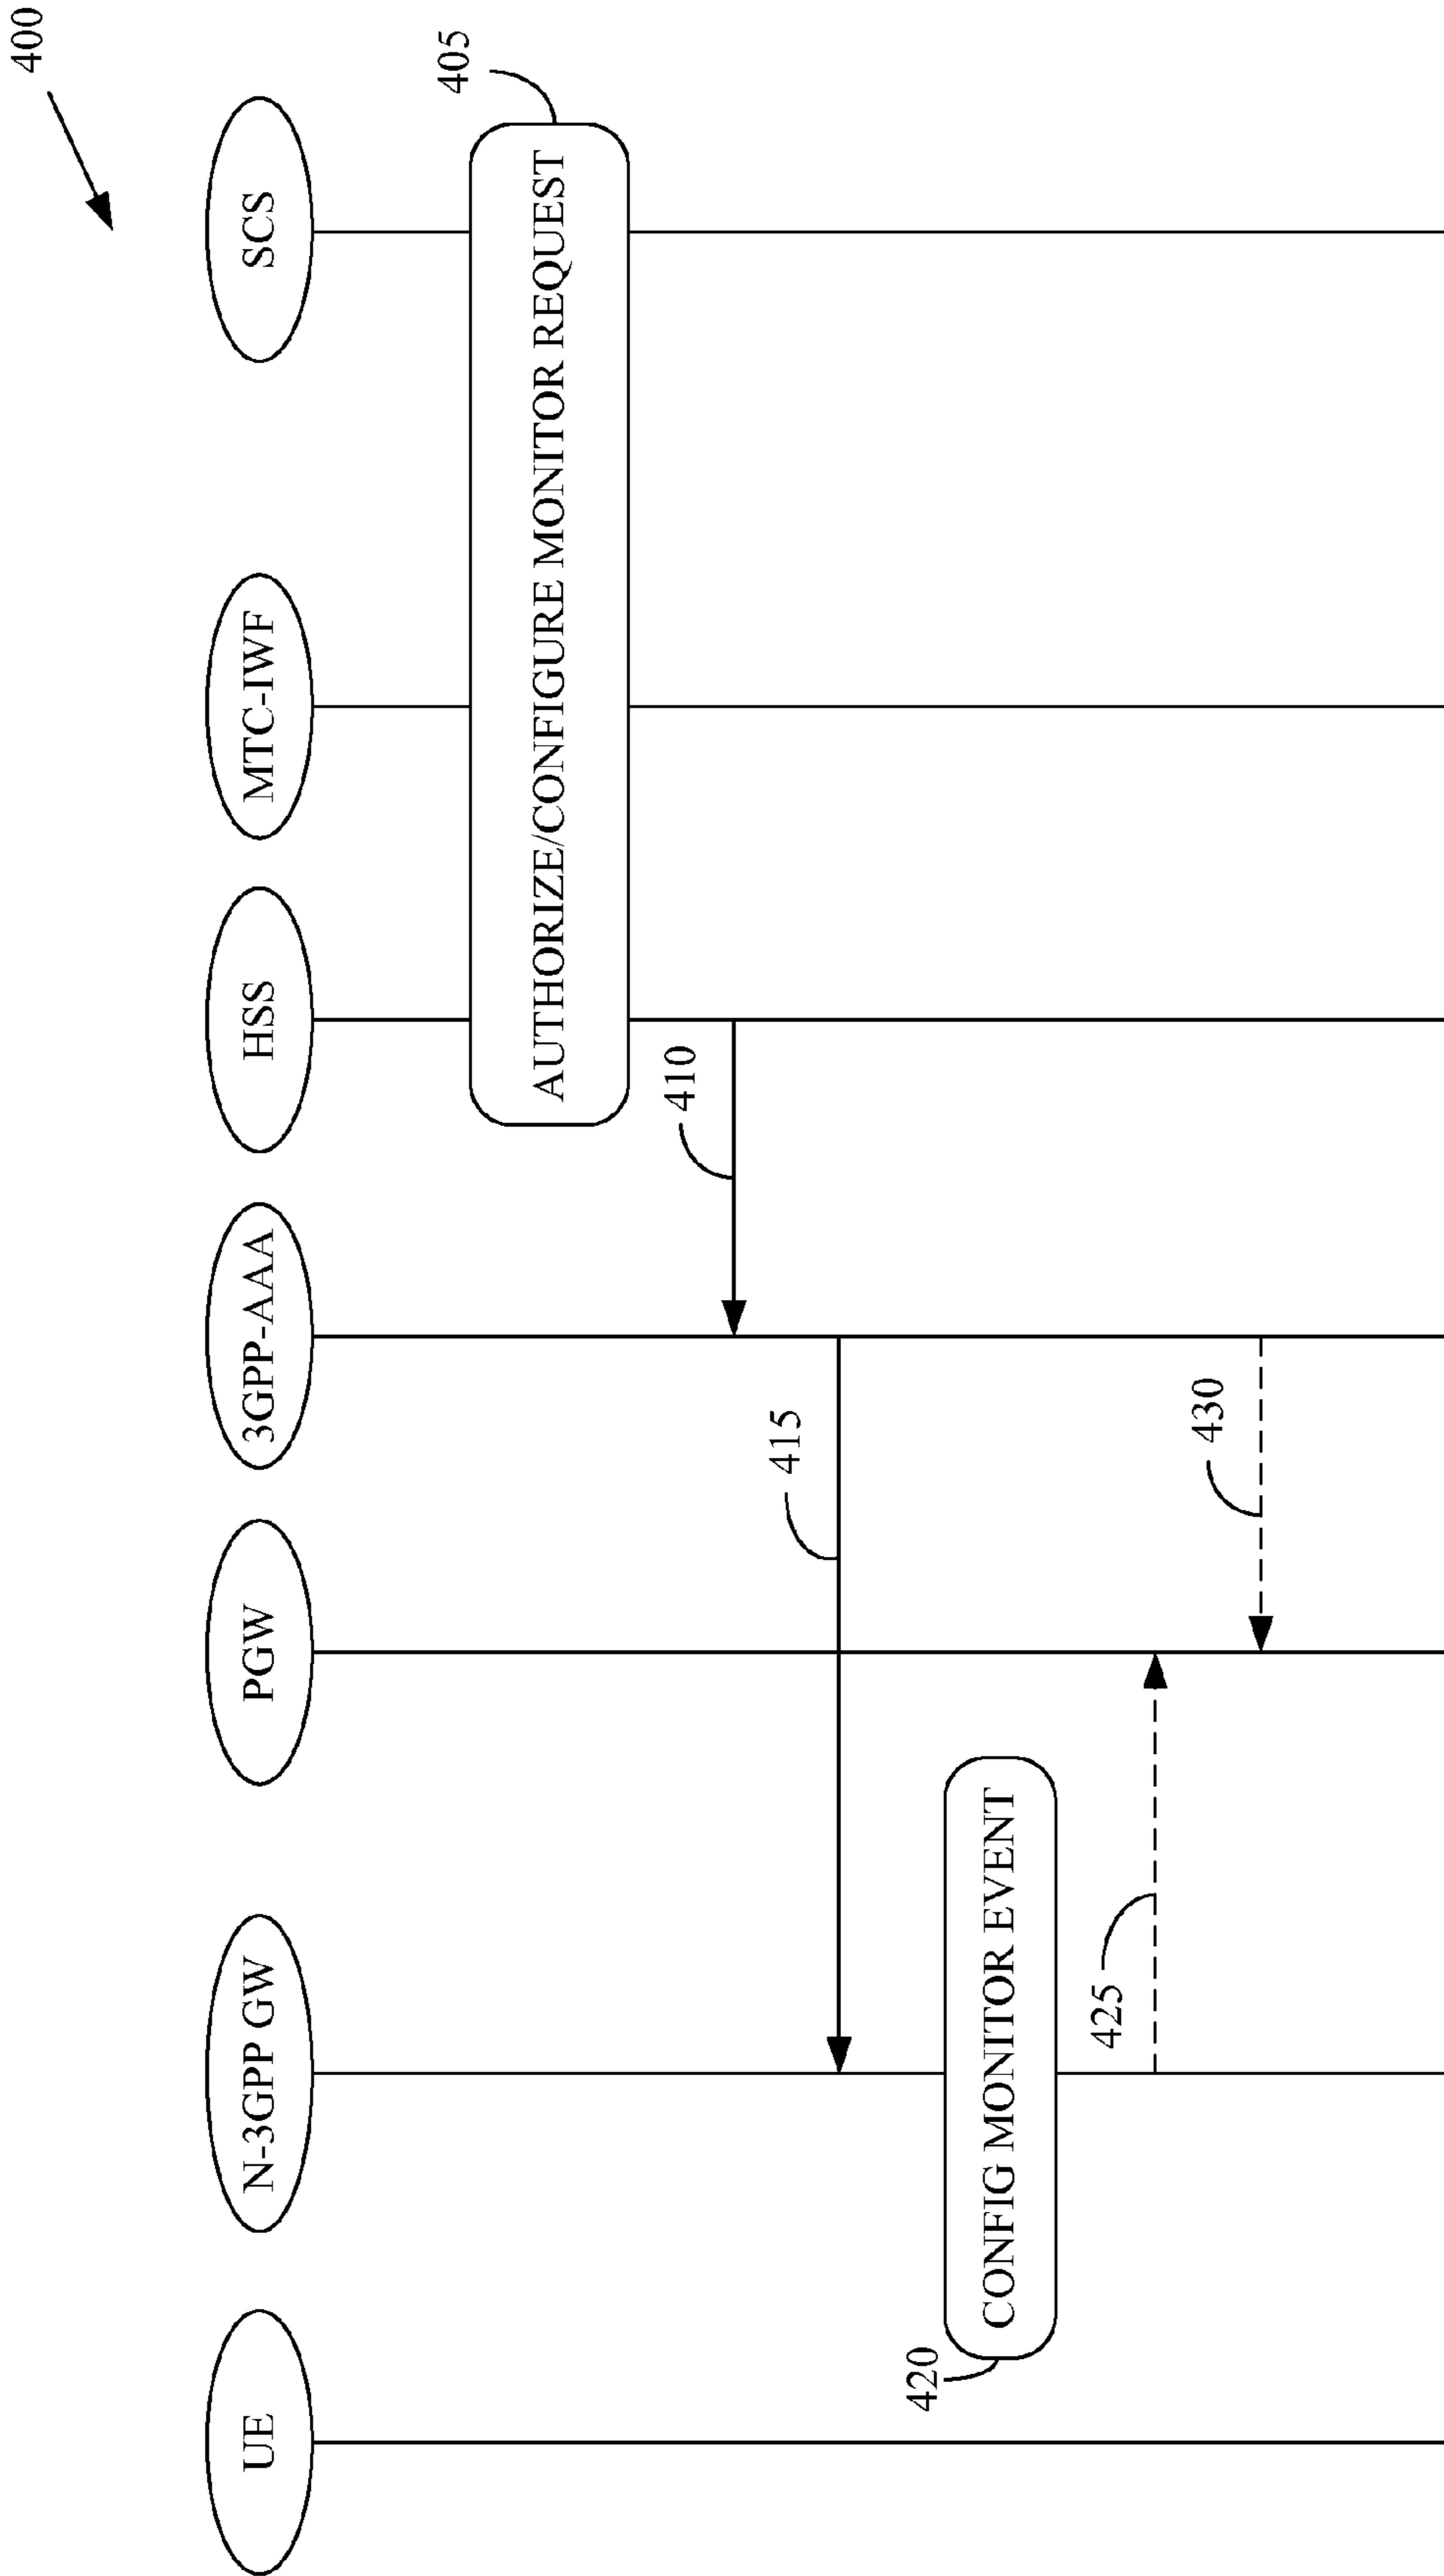 400
UE
N-3GPP GW
PGW
3GPP-AAA
HSS
MTC-IWF
SCS
405
AUTHORIZE/CONFIGURE MONITOR REQUEST
410
415
420
CONFIG MONITOR EVENT
425
430